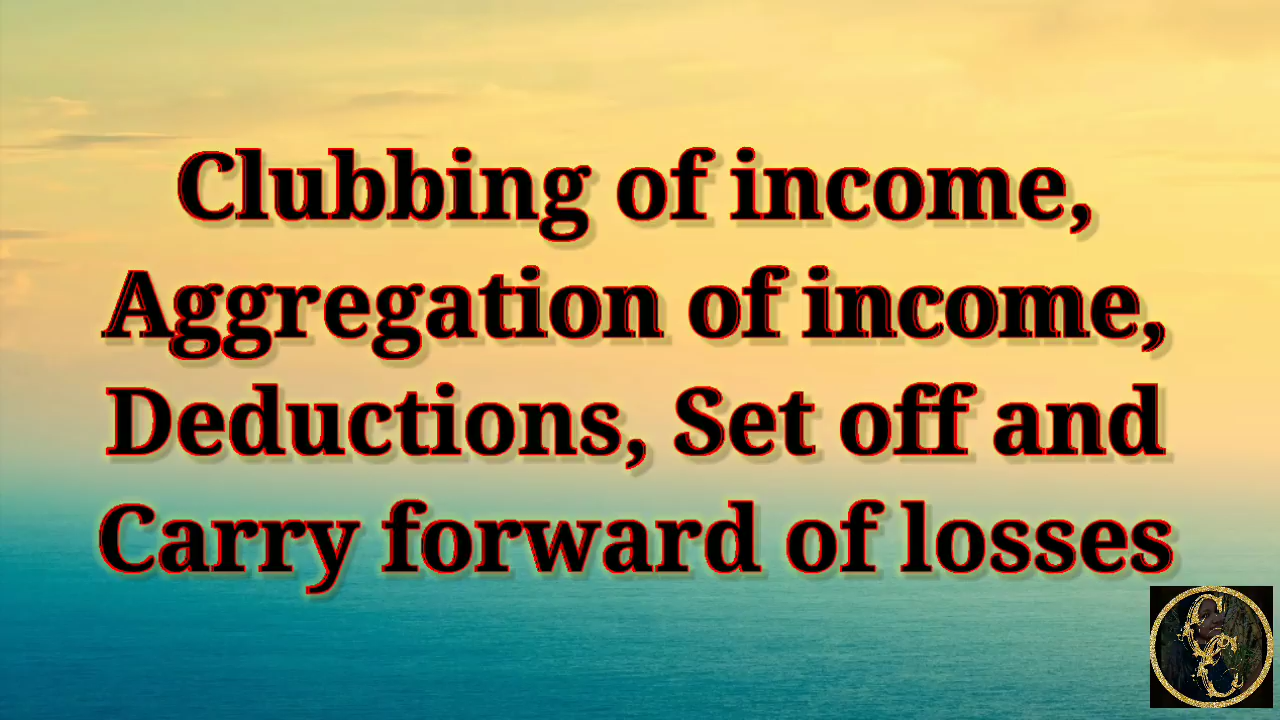 Clubbing of income,
Aggregation of income,
Deductions, Set off and
Carry forward of losses